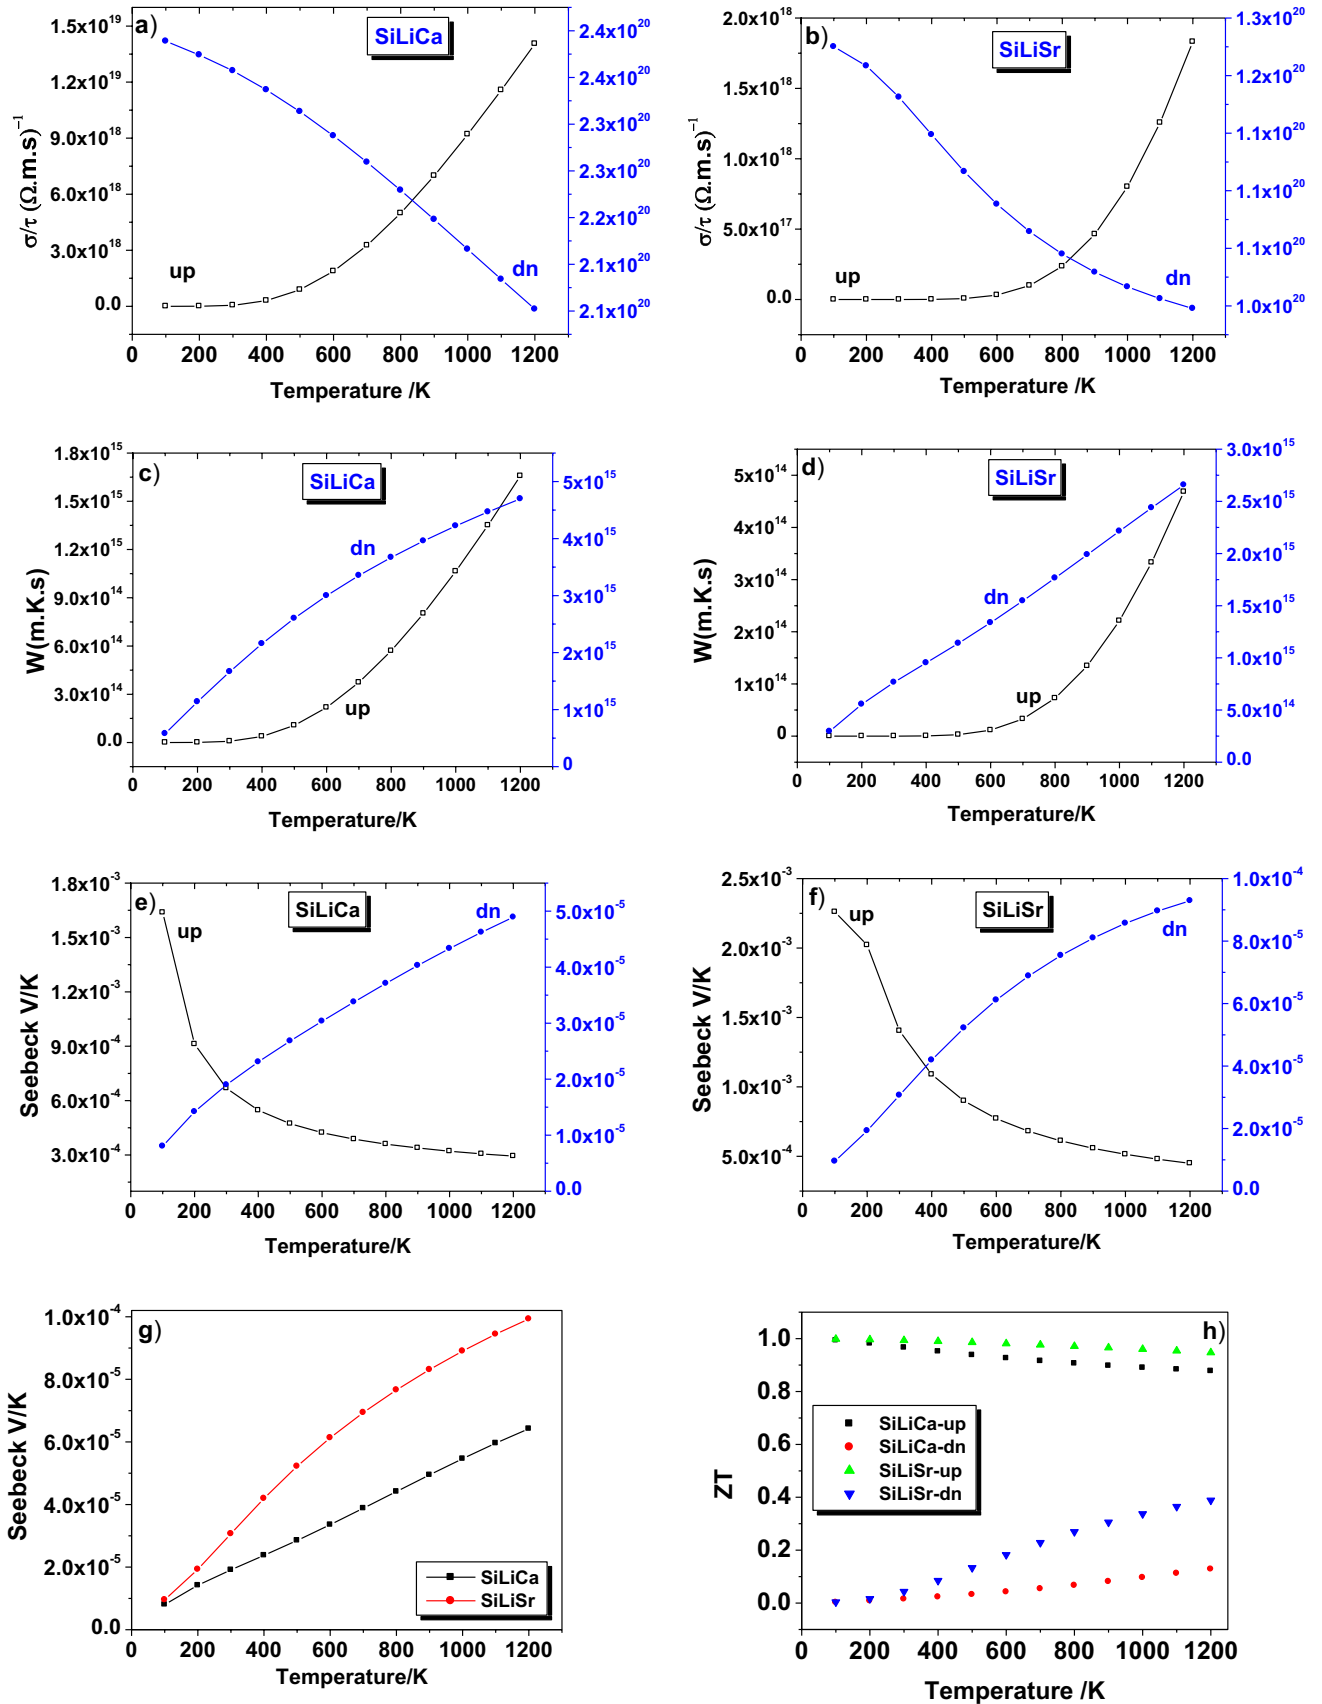 a)
SiLiCa
1.5x10^19
1.2x10^19
9.0x10^18
6.0x10^18
3.0x10^18
0.0
σ/τ (Ω.m.s)^−1
2.4x10^20
2.4x10^20
2.3x10^20
2.3x10^20
2.2x10^20
2.1x10^20
2.1x10^20
up
dn
0 200 400 600 800 1000 1200
Temperature /K
b)
SiLiSr
2.0x10^18
1.5x10^18
1.0x10^18
5.0x10^17
0.0
σ/τ (Ω.m.s)^−1
1.3x10^20
1.2x10^20
1.1x10^20
1.1x10^20
1.1x10^20
1.0x10^20
up
dn
0 200 400 600 800 1000 1200
Temperature /K
c)
SiLiCa
1.8x10^15
1.5x10^15
1.2x10^15
9.0x10^14
6.0x10^14
3.0x10^14
0.0
W(m.K.s)
5x10^15
4x10^15
3x10^15
2x10^15
1x10^15
0
dn
up
0 200 400 600 800 1000 1200
Temperature/K
d)
SiLiSr
5x10^14
4x10^14
3x10^14
2x10^14
1x10^14
0
W(m.K.s)
3.0x10^15
2.5x10^15
2.0x10^15
1.5x10^15
1.0x10^15
5.0x10^14
0.0
dn
up
0 200 400 600 800 1000 1200
Temperature/K
e)
SiLiCa
1.8x10^-3
1.5x10^-3
1.2x10^-3
9.0x10^-4
6.0x10^-4
3.0x10^-4
Seebeck V/K
5.0x10^-5
4.0x10^-5
3.0x10^-5
2.0x10^-5
1.0x10^-5
0.0
up
dn
0 200 400 600 800 1000 1200
Temperature/K
f)
SiLiSr
2.5x10^-3
2.0x10^-3
1.5x10^-3
1.0x10^-3
5.0x10^-4
Seebeck V/K
1.0x10^-4
8.0x10^-5
6.0x10^-5
4.0x10^-5
2.0x10^-5
0.0
up
dn
0 200 400 600 800 1000 1200
Temperature/K
g)
1.0x10^-4
8.0x10^-5
6.0x10^-5
4.0x10^-5
2.0x10^-5
0.0
Seebeck V/K
SiLiCa
SiLiSr
0 200 400 600 800 1000 1200
Temperature/K
h)
1.0
0.8
0.6
0.4
0.2
0.0
ZT
SiLiCa-up
SiLiCa-dn
SiLiSr-up
SiLiSr-dn
0 200 400 600 800 1000 1200
Temperature /K